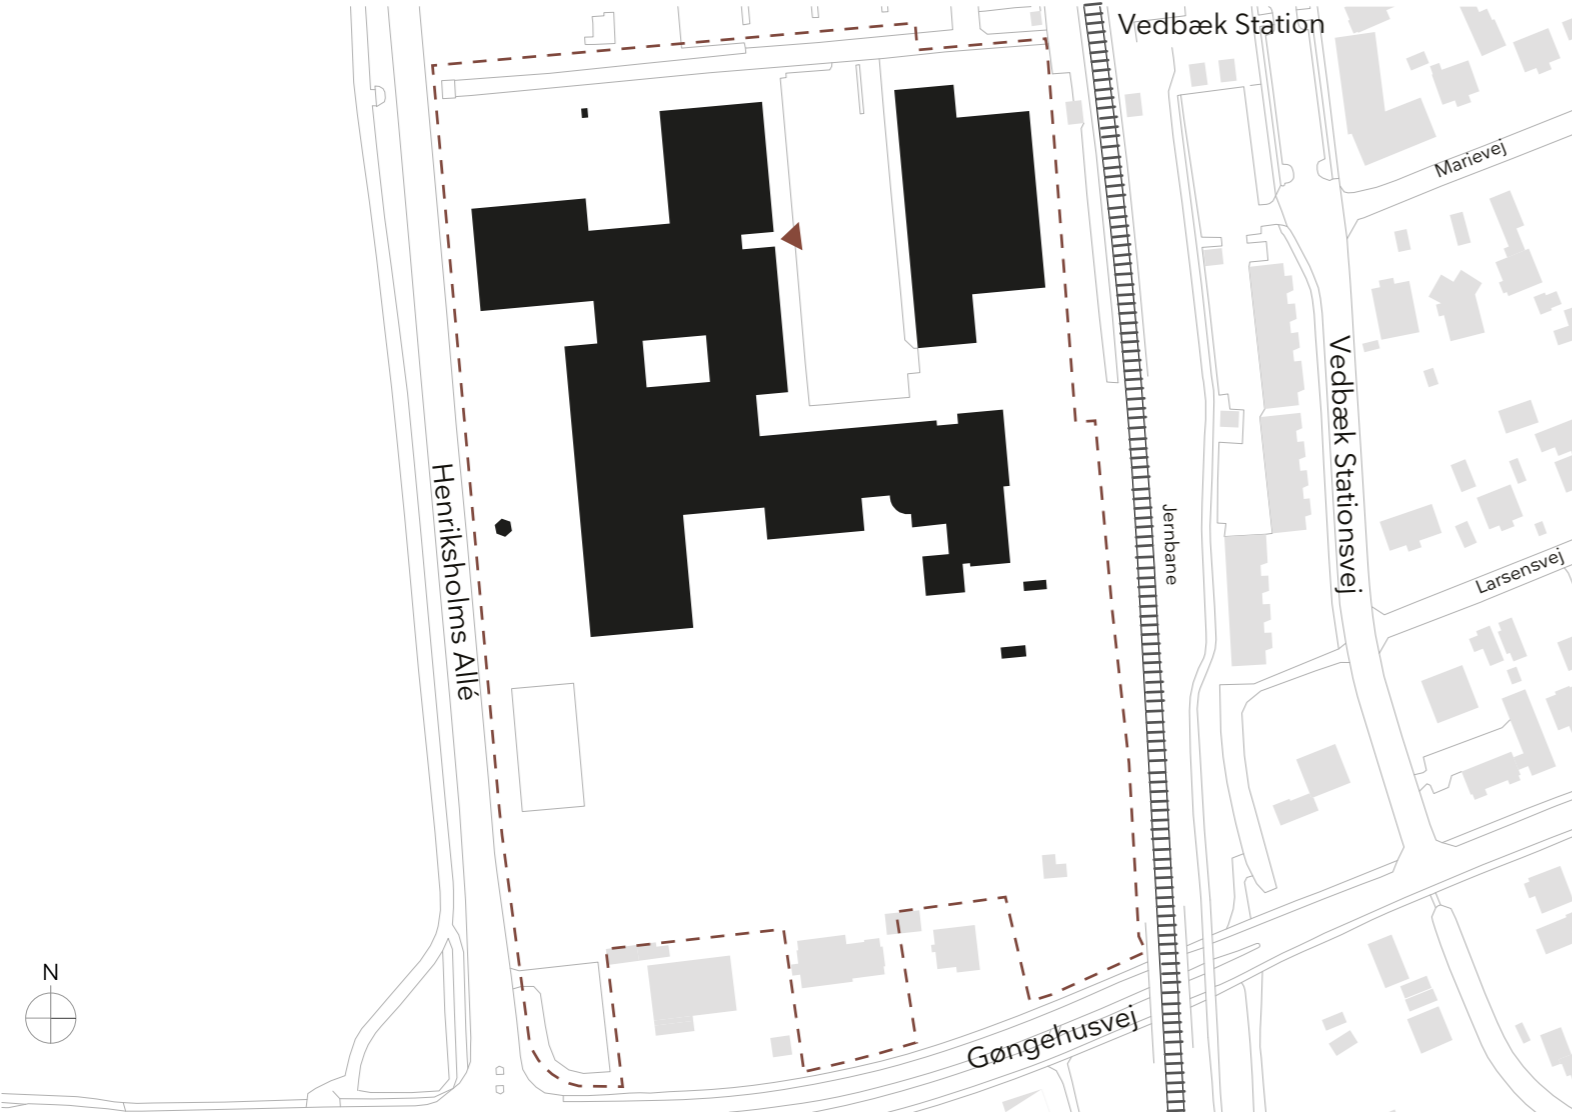 Vedbæk Station
Marievej
Vedbæk Stationsvej
Henriksholms Allé
Jernbane
Larsensvej
N
Gøngehusvej